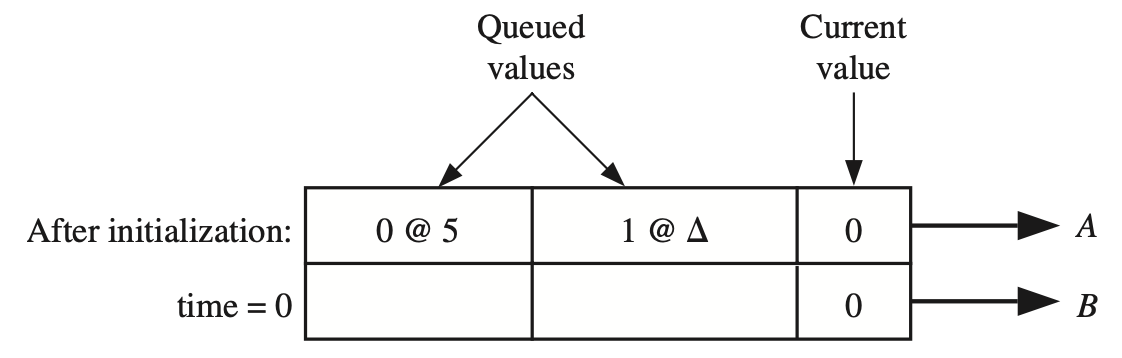 Queued
values
Current
value
After initialization: 0 @ 5 1 @ Δ 0 A
time = 0 0 B